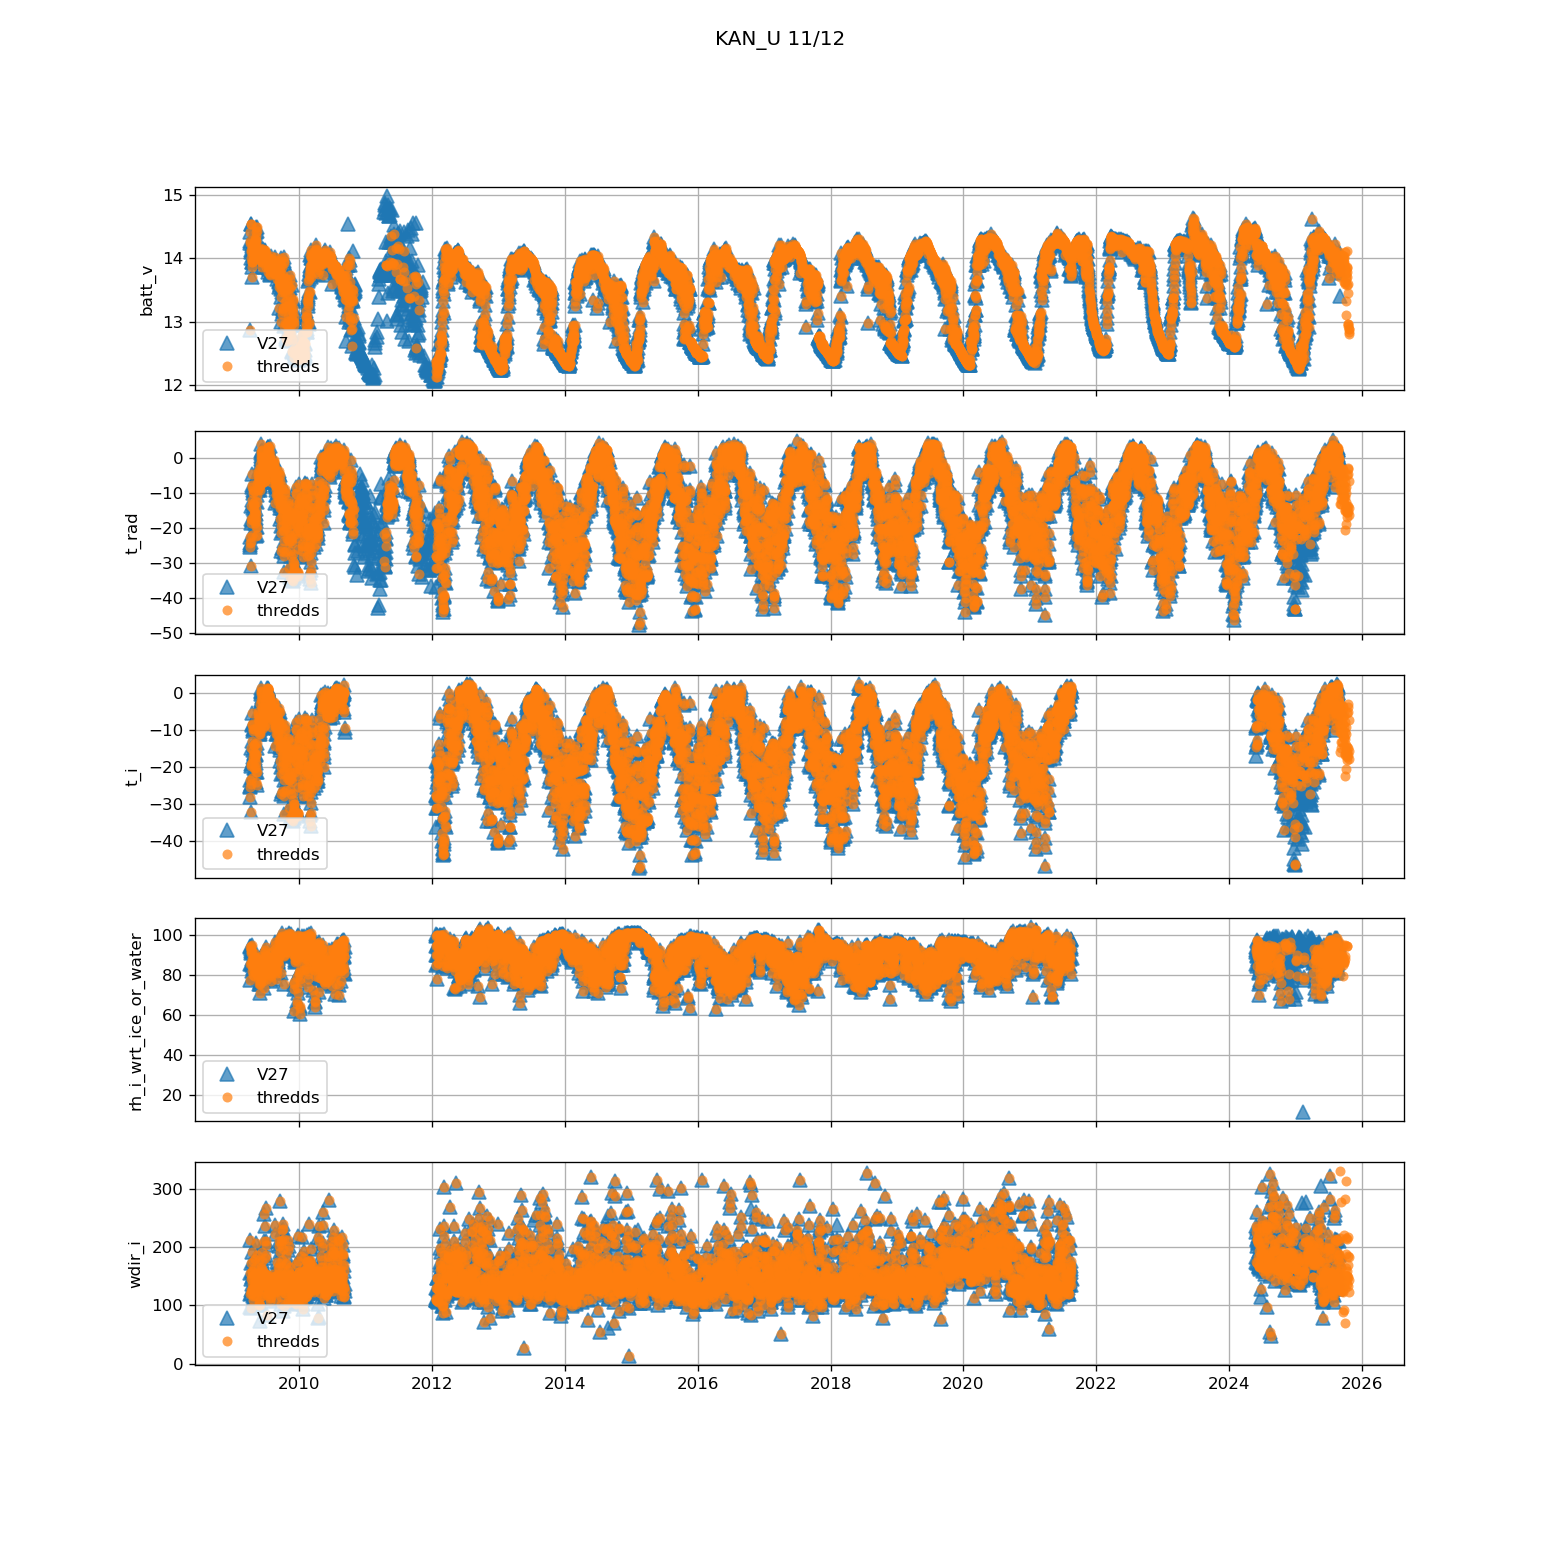 KAN_U 11/12
15
14
13
12
batt_v
V27
thredds
0
−10
−20
−30
−40
−50
t_rad
V27
thredds
0
−10
−20
−30
−40
t_i
V27
thredds
100
80
60
40
20
rh_i_wrt_ice_or_water
V27
thredds
300
200
100
0
wdir_i
V27
thredds
2010 2012 2014 2016 2018 2020 2022 2024 2026